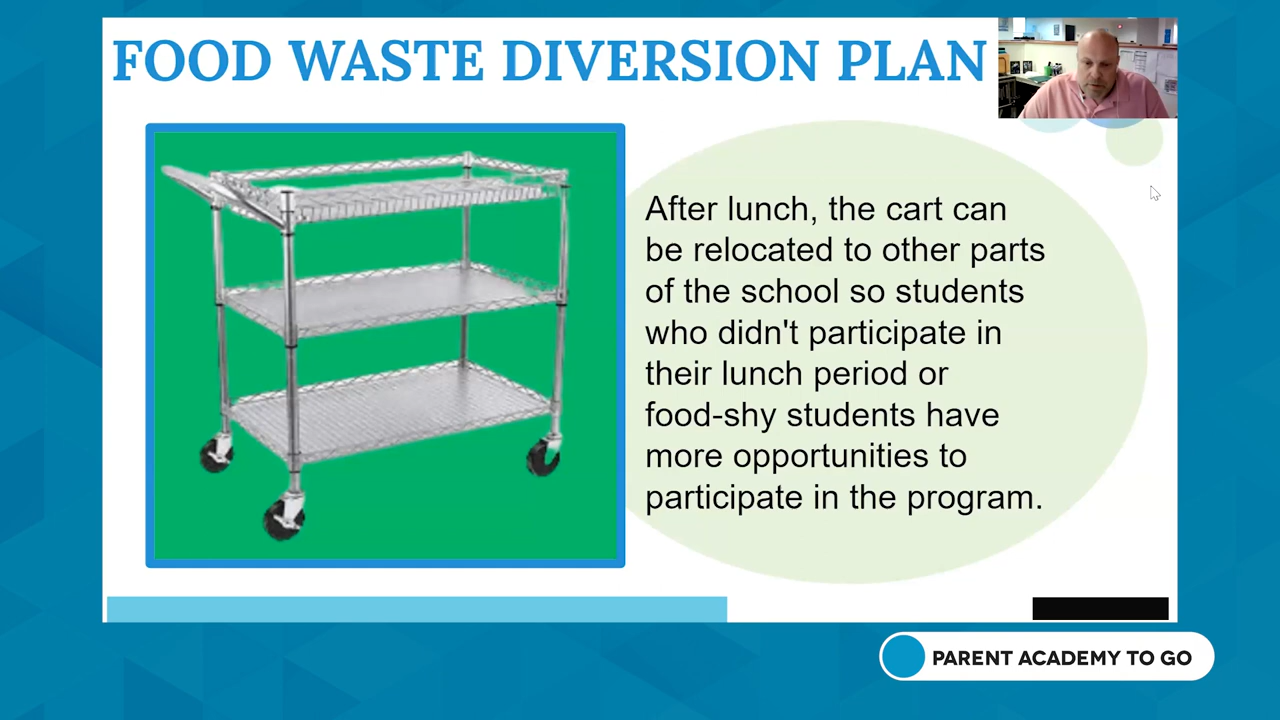 FOOD WASTE DIVERSION PLAN
After lunch, the cart can
be relocated to other parts
of the school so students
who didn't participate in
their lunch period or
food-shy students have
more opportunities to
participate in the program.
PARENT ACADEMY TO GO